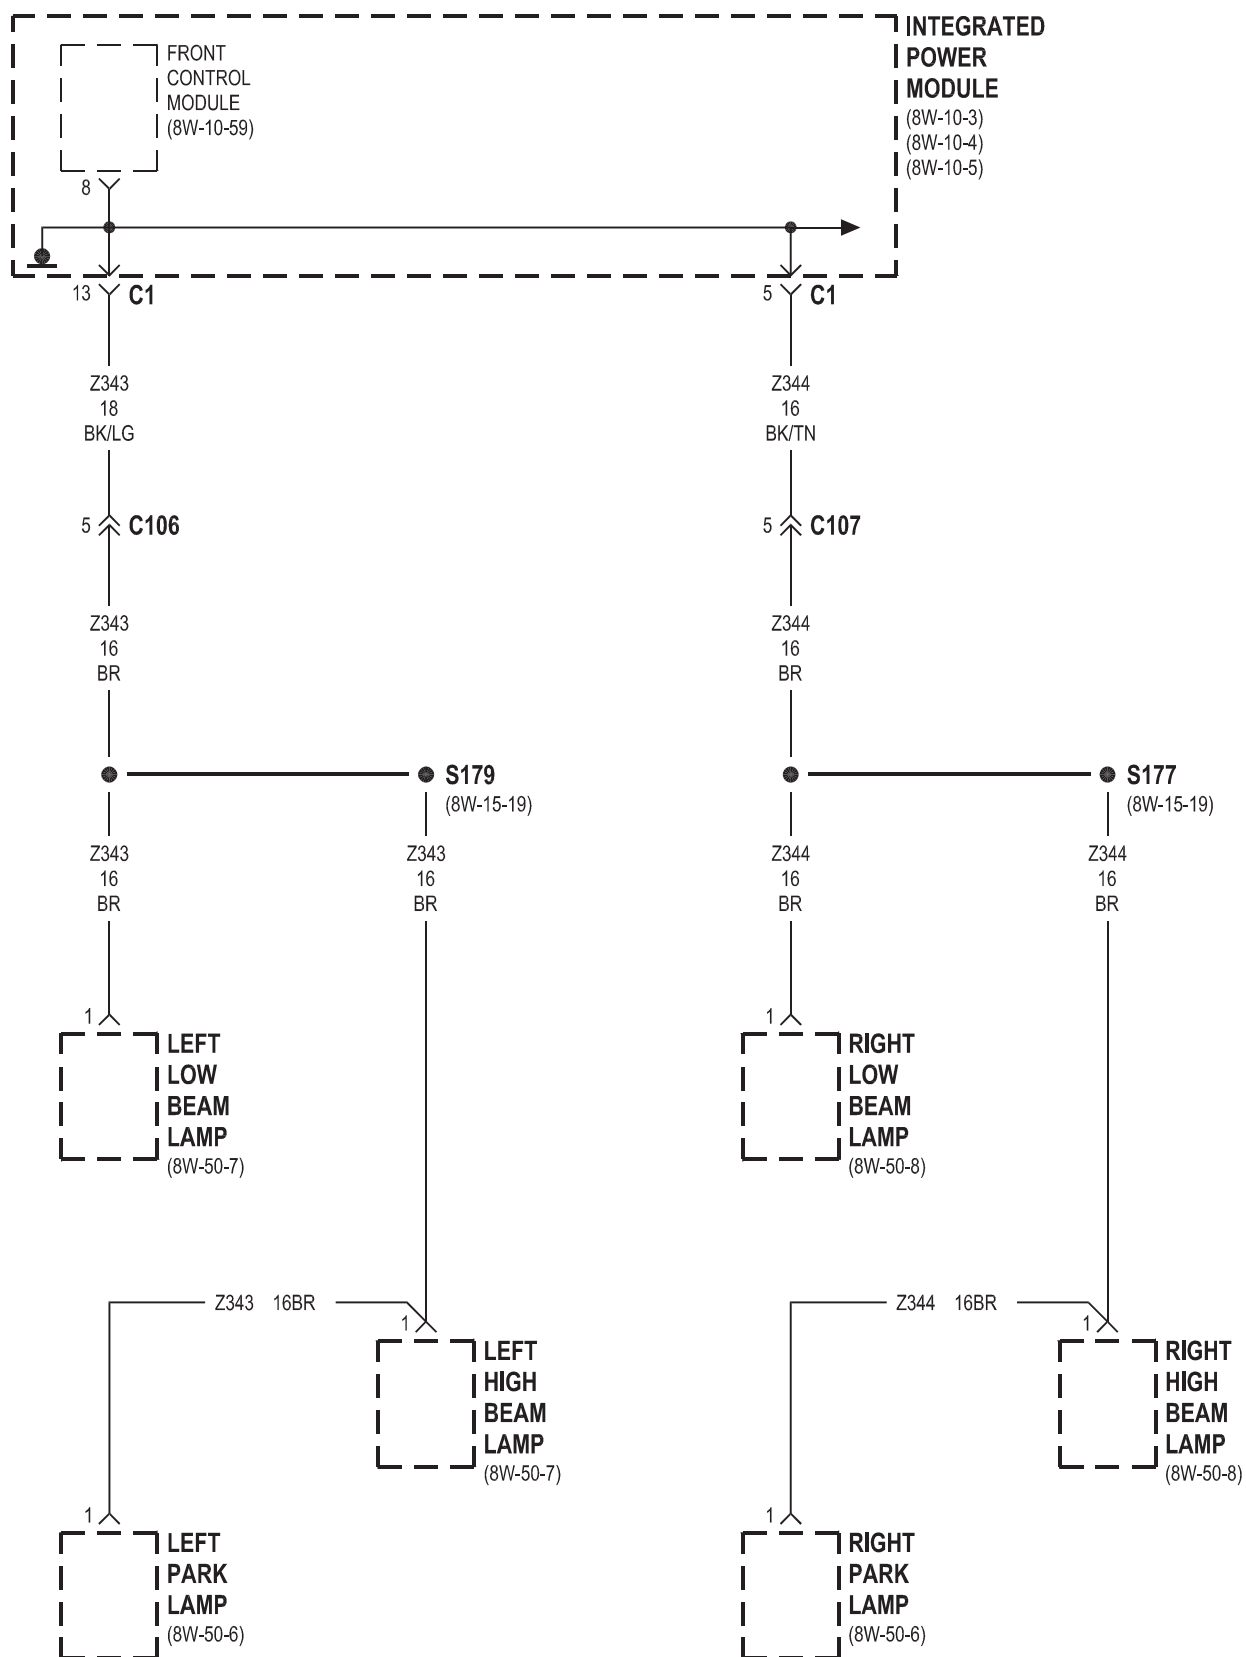 INTEGRATED
POWER
MODULE
(8W-10-3)
(8W-10-4)
(8W-10-5)
FRONT
CONTROL
MODULE
(8W-10-59)
8
13 C1
5 C1
Z343
18
BK/LG
Z344
16
BK/TN
5 C106
5 C107
Z343
16
BR
Z344
16
BR
S179
(8W-15-19)
S177
(8W-15-19)
Z343
16
BR
Z343
16
BR
Z344
16
BR
Z344
16
BR
1
LEFT
LOW
BEAM
LAMP
(8W-50-7)
1
RIGHT
LOW
BEAM
LAMP
(8W-50-8)
Z343 16BR
Z344 16BR
1
LEFT
HIGH
BEAM
LAMP
(8W-50-7)
1
RIGHT
HIGH
BEAM
LAMP
(8W-50-8)
1
LEFT
PARK
LAMP
(8W-50-6)
1
RIGHT
PARK
LAMP
(8W-50-6)